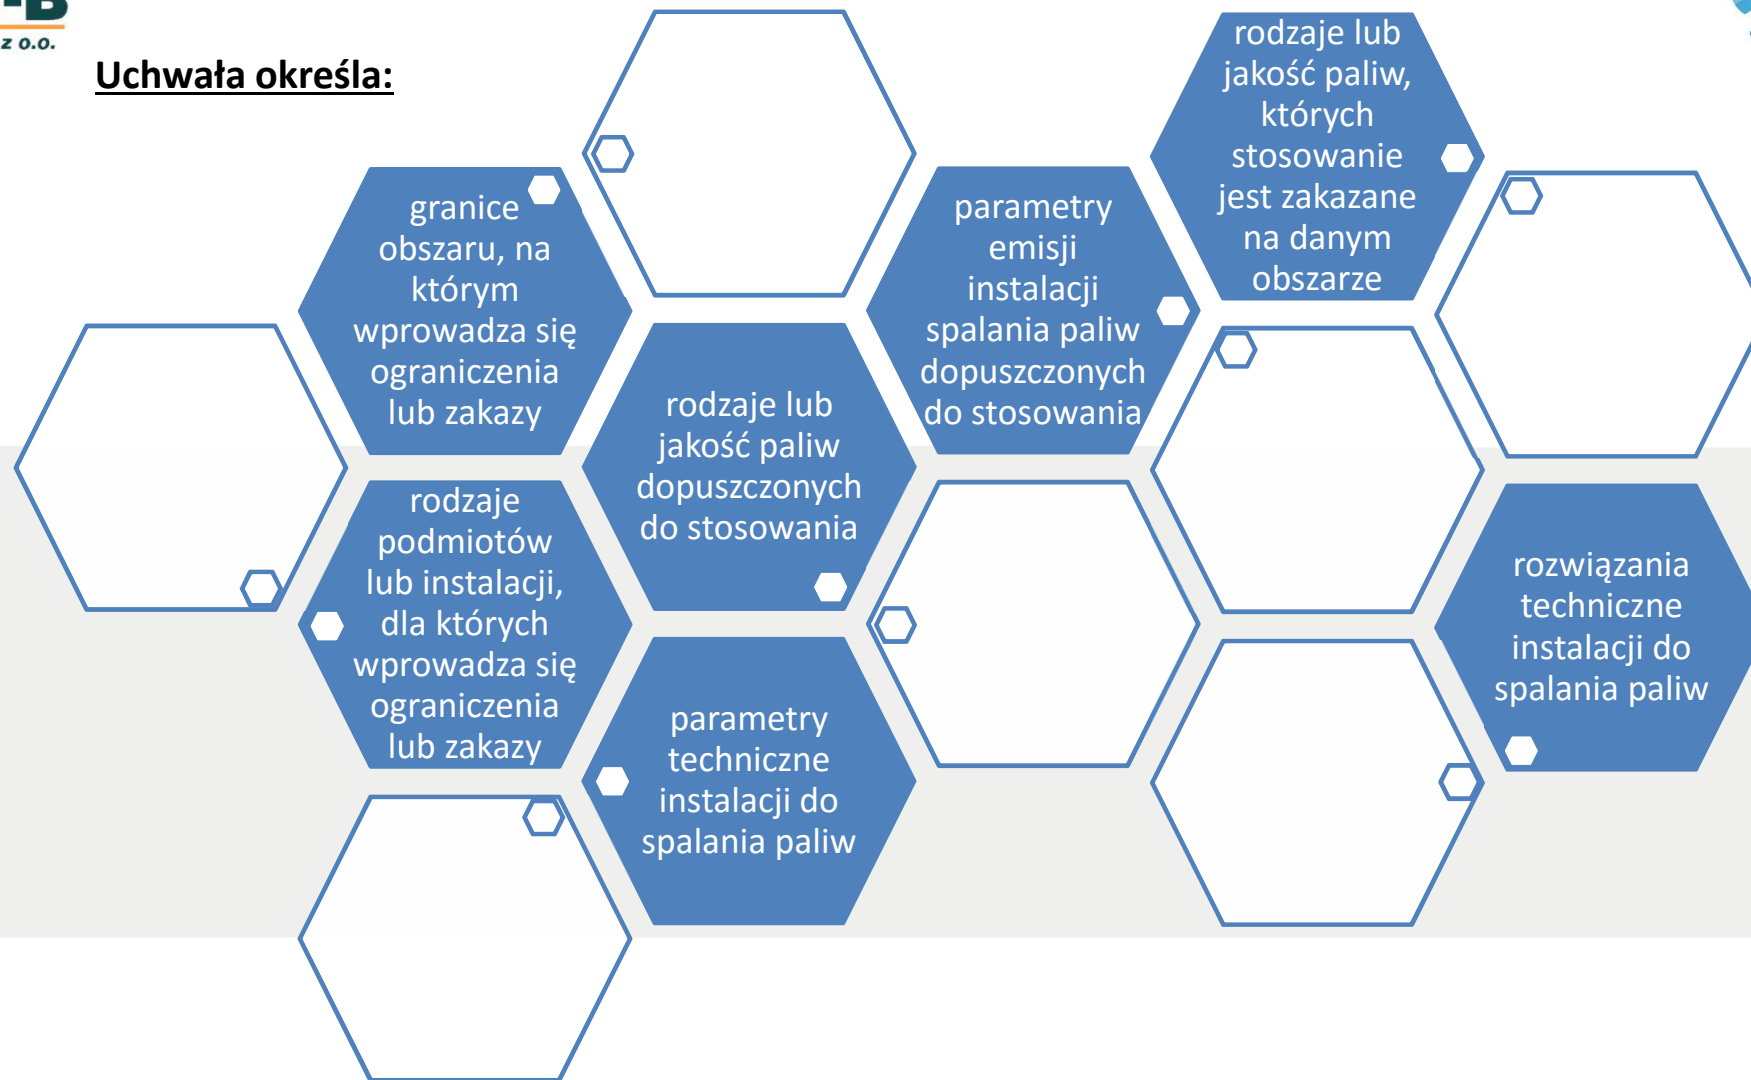 -B
z o.o.
Uchwała określa:
granice
obszaru, na
którym
wprowadza się
ograniczenia
lub zakazy
rodzaje
podmiotów
lub instalacji,
dla których
wprowadza się
ograniczenia
lub zakazy
rodzaje lub
jakość paliw
dopuszczonych
do stosowania
parametry
techniczne
instalacji do
spalania paliw
parametry
emisji
instalacji
spalania paliw
dopuszczonych
do stosowania
rodzaje lub
jakość paliw,
których
stosowanie
jest zakazane
na danym
obszarze
rozwiązania
techniczne
instalacji do
spalania paliw